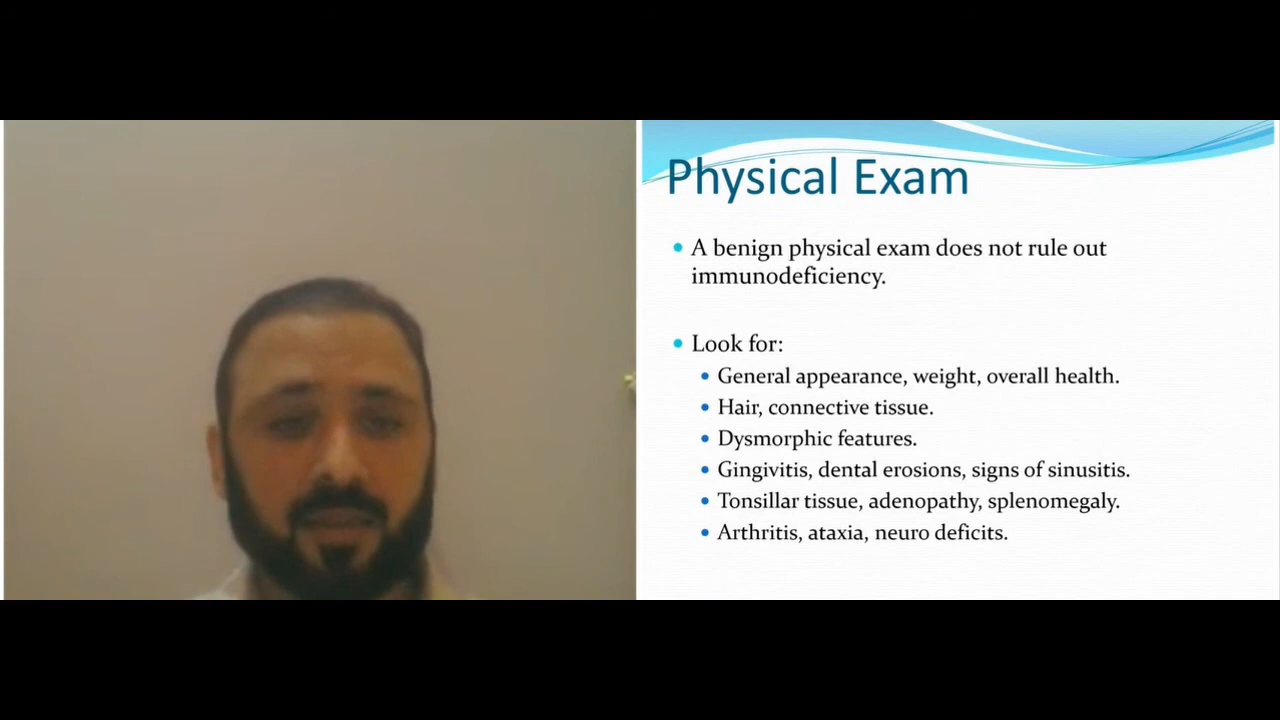 Physical Exam
A benign physical exam does not rule out
immunodeficiency.
Look for:
General appearance, weight, overall health.
Hair, connective tissue.
Dysmorphic features.
Gingivitis, dental erosions, signs of sinusitis.
Tonsillar tissue, adenopathy, splenomegaly.
Arthritis, ataxia, neuro deficits.